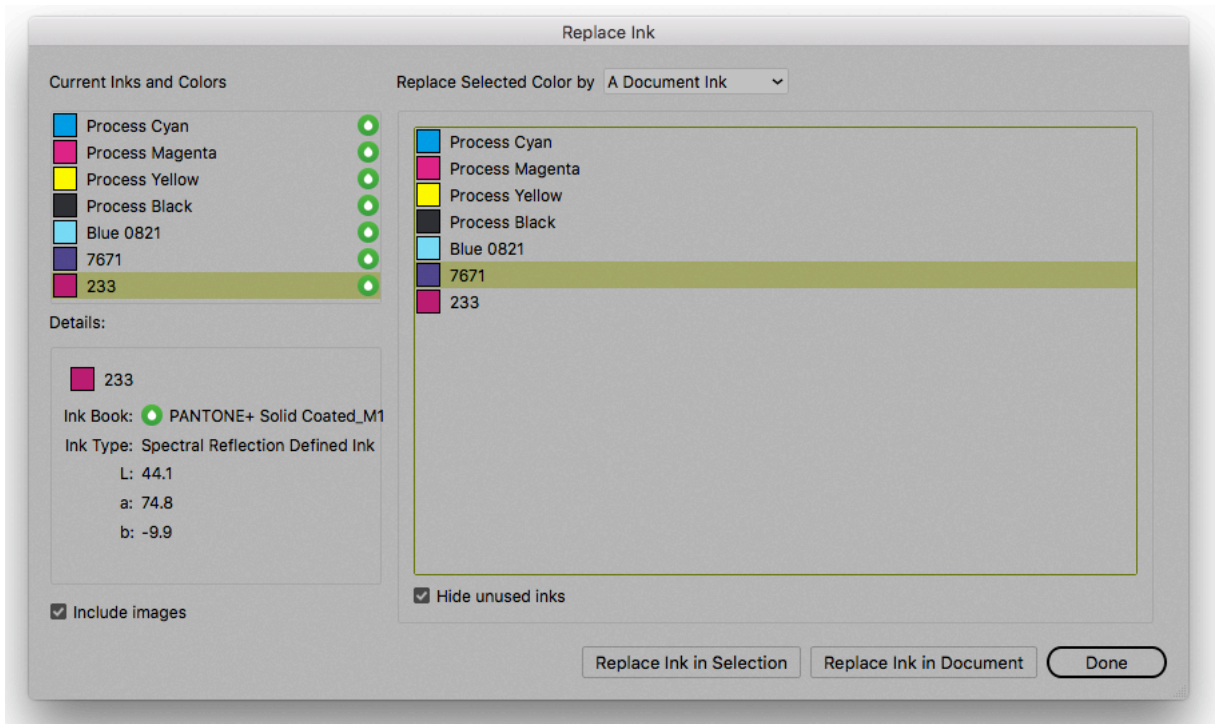 Replace Ink
Current Inks and Colors
Process Cyan
Process Magenta
Process Yellow
Process Black
Blue 0821
7671
233
Details:
233
Ink Book: PANTONE+ Solid Coated_M1
Ink Type: Spectral Reflection Defined Ink
L: 44.1
a: 74.8
b: -9.9
Include images
Replace Selected Color by A Document Ink
Process Cyan
Process Magenta
Process Yellow
Process Black
Blue 0821
7671
233
Hide unused inks
Replace Ink in Selection
Replace Ink in Document
Done